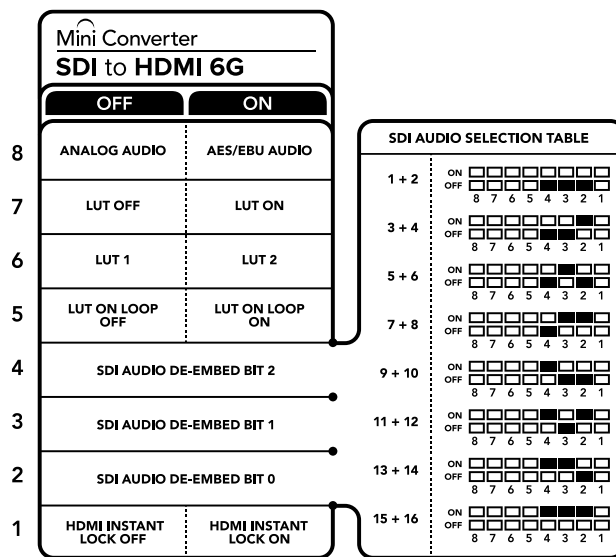 Mini Converter
SDI to HDMI 6G
OFF ON
8 ANALOG AUDIO AES/EBU AUDIO
7 LUT OFF LUT ON
6 LUT 1 LUT 2
5 LUT ON LOOP OFF LUT ON LOOP ON
4 SDI AUDIO DE-EMBED BIT 2
3 SDI AUDIO DE-EMBED BIT 1
2 SDI AUDIO DE-EMBED BIT 0
1 HDMI INSTANT LOCK OFF HDMI INSTANT LOCK ON
SDI AUDIO SELECTION TABLE
1 + 2
ON
OFF
8 7 6 5 4 3 2 1
3 + 4
ON
OFF
8 7 6 5 4 3 2 1
5 + 6
ON
OFF
8 7 6 5 4 3 2 1
7 + 8
ON
OFF
8 7 6 5 4 3 2 1
9 + 10
ON
OFF
8 7 6 5 4 3 2 1
11 + 12
ON
OFF
8 7 6 5 4 3 2 1
13 + 14
ON
OFF
8 7 6 5 4 3 2 1
15 + 16
ON
OFF
8 7 6 5 4 3 2 1